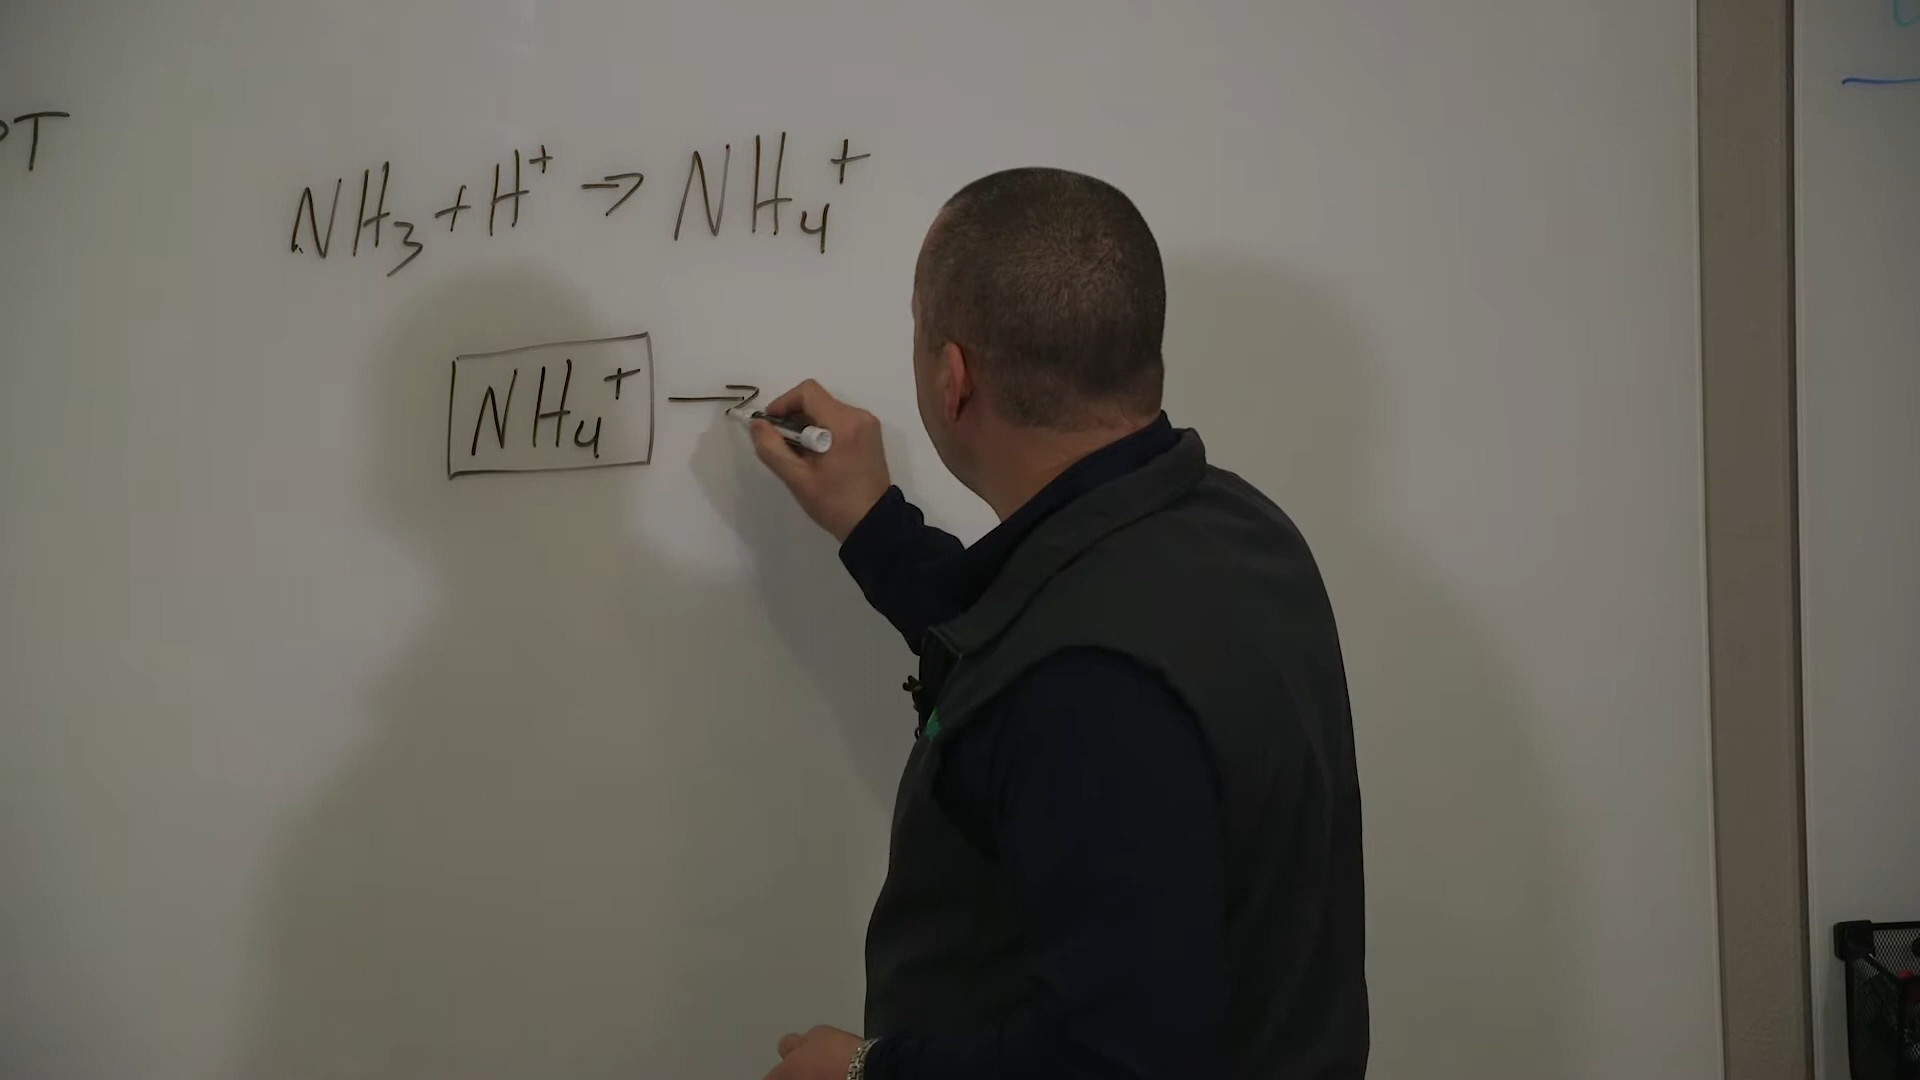 NH₃ + H⁺ → NH₄⁺
NH₄⁺ →